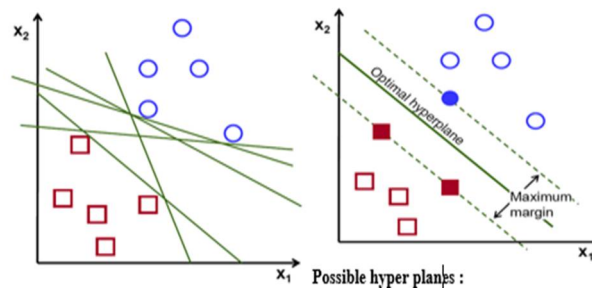 x₂
x₁
x₂
Optimal hyperplane
Maximum
margin
x₁
Possible hyper planes :